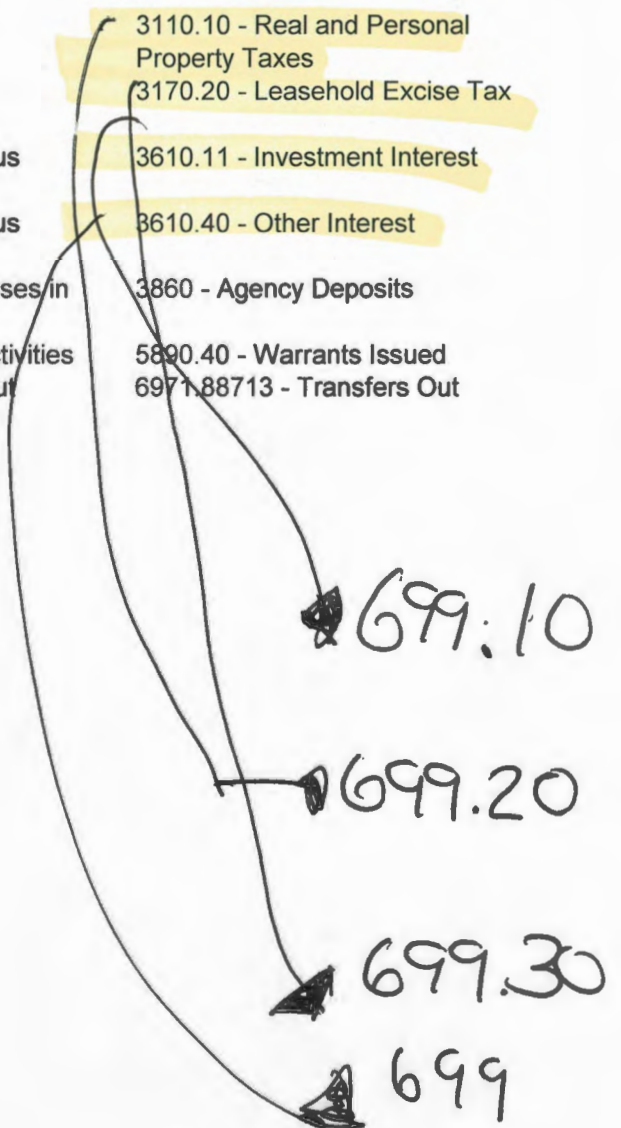 3110.10 - Real and Personal
Property Taxes
3170.20 - Leasehold Excise Tax
us 3610.11 - Investment Interest
us 3610.40 - Other Interest
ses in 3860 - Agency Deposits
tivities 5890.40 - Warrants Issued
ut 6971.88713 - Transfers Out
699.10
699.20
699.30
699